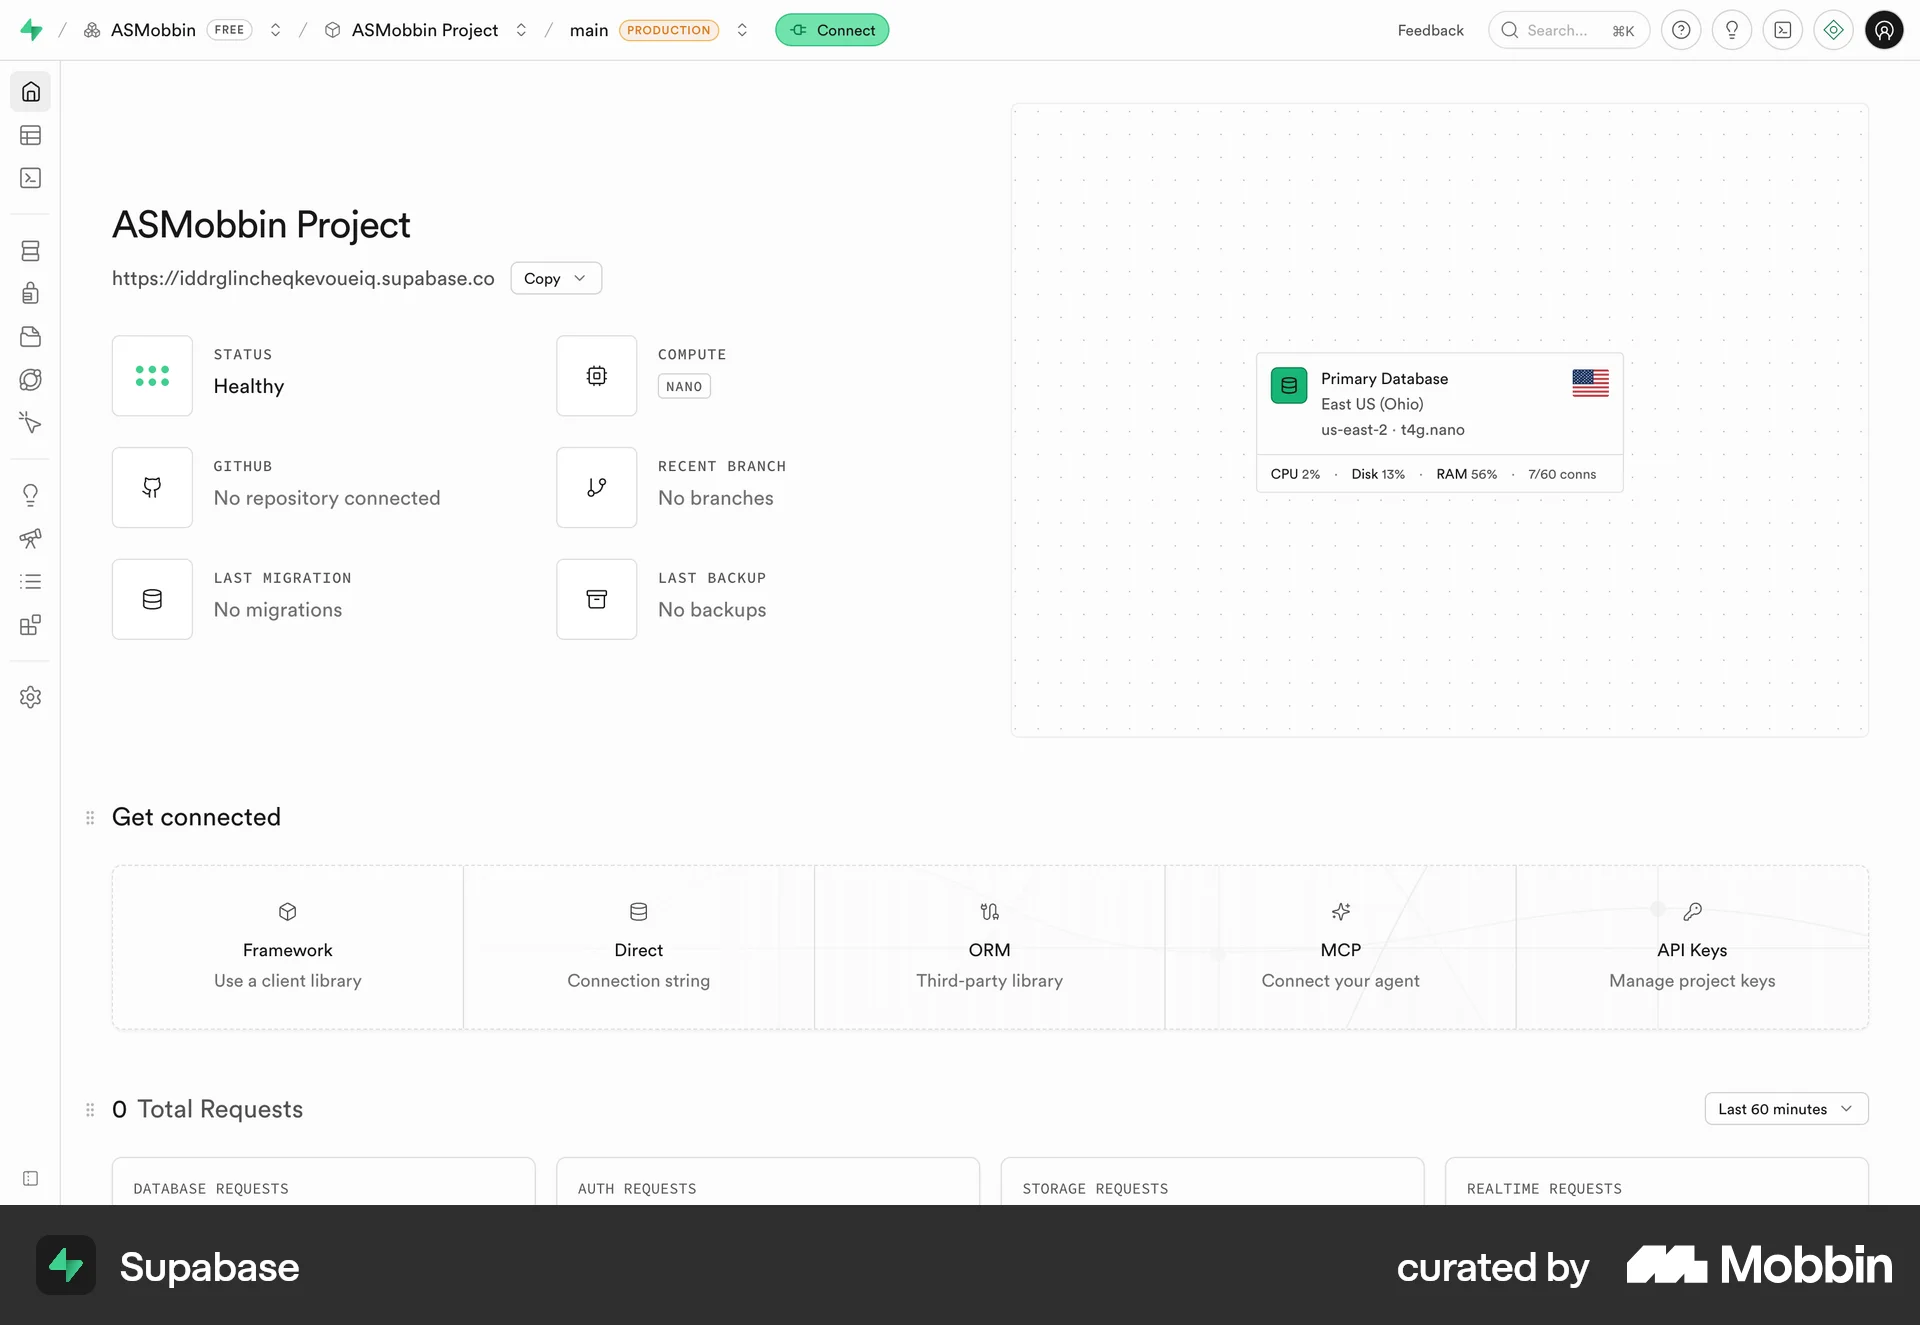 ASMobbin FREE / ASMobbin Project / main PRODUCTION Connect Feedback Search... ⌘K
ASMobbin Project
https://iddrglincheqkevoueiq.supabase.co Copy
STATUS
Healthy
COMPUTE
NANO
GITHUB
No repository connected
RECENT BRANCH
No branches
LAST MIGRATION
No migrations
LAST BACKUP
No backups
Primary Database
East US (Ohio)
us-east-2 · t4g.nano
CPU 2% · Disk 13% · RAM 56% · 7/60 conns
Get connected
Framework
Use a client library
Direct
Connection string
ORM
Third-party library
MCP
Connect your agent
API Keys
Manage project keys
0 Total Requests
Last 60 minutes
DATABASE REQUESTS
AUTH REQUESTS
STORAGE REQUESTS
REALTIME REQUESTS
Supabase
curated by Mobbin